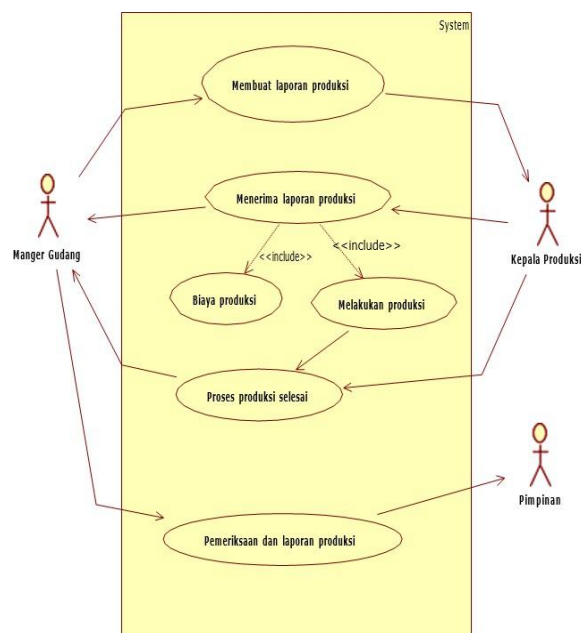 System
Membuat laporan produksi
Menerima laporan produksi
<<include>>
<<include>>
Manger Gudang
Kepala Produksi
Biaya produksi
Melakukan produksi
Proses produksi selesai
Pimpinan
Pemeriksaan dan laporan produksi